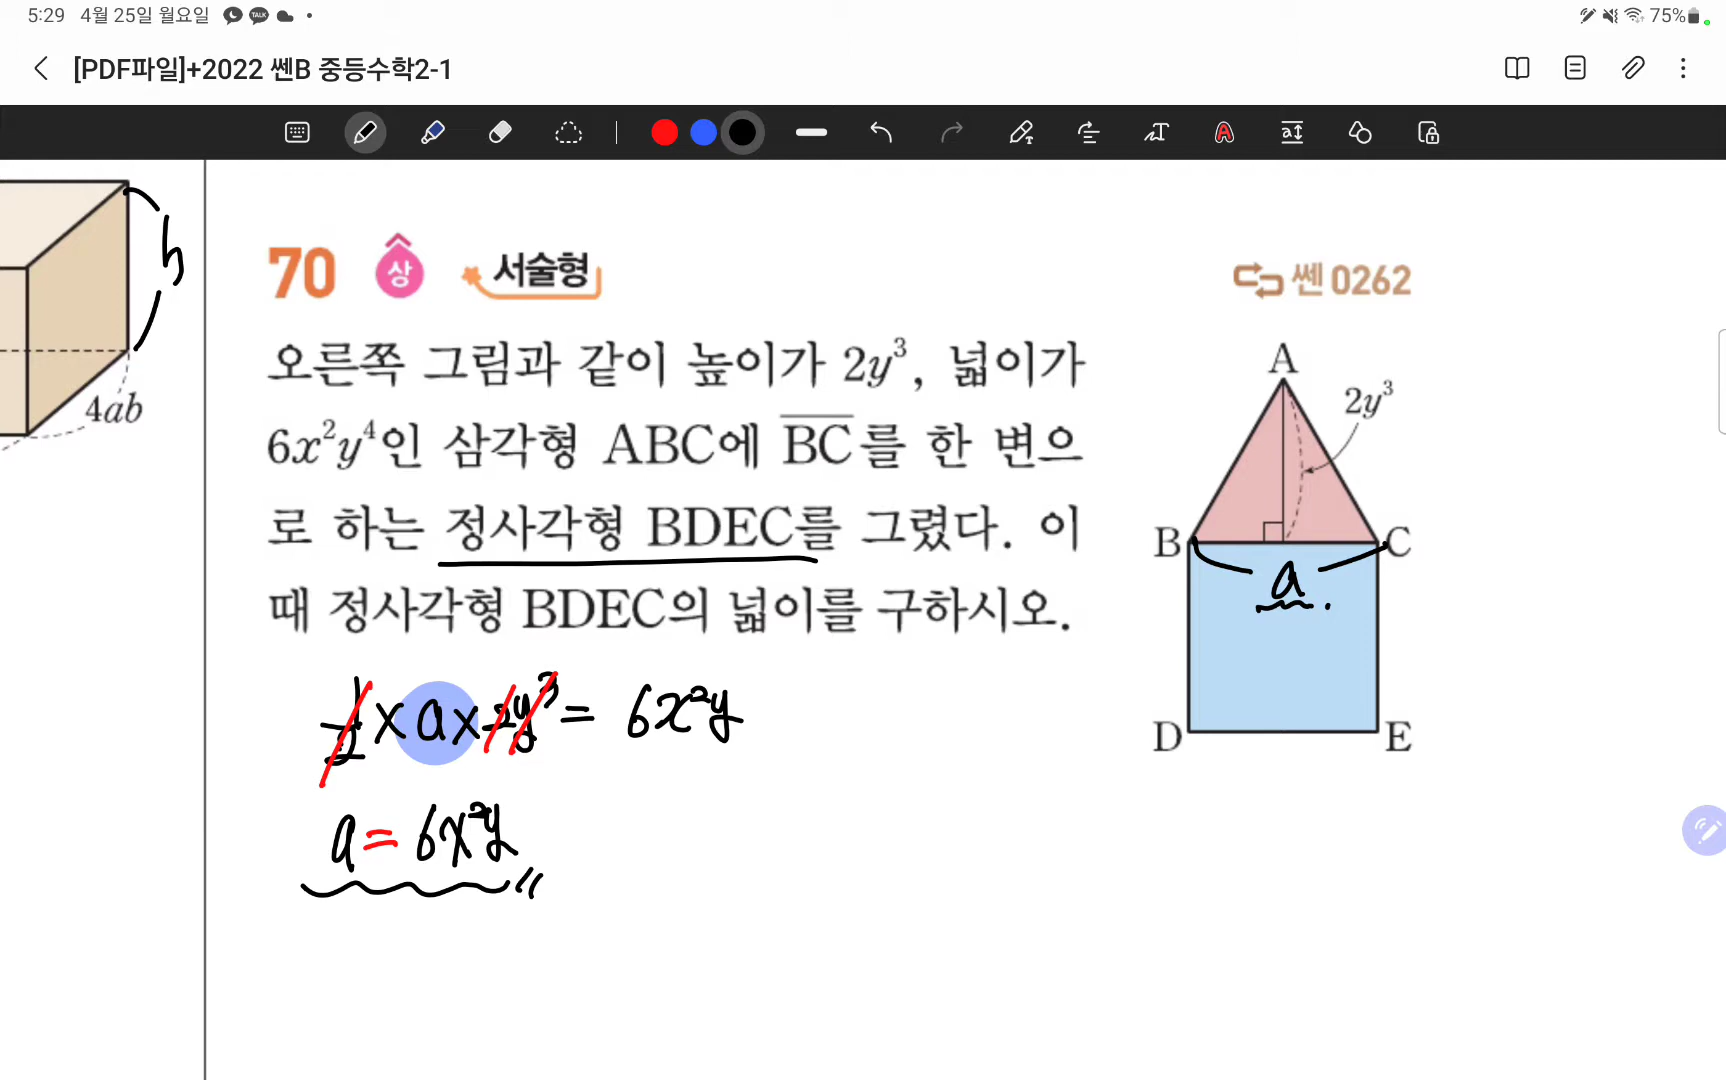 5:29 4월 25일 월요일 TALK 75%
[PDF파일]+2022 쎈B 중등수학2-1
h
4ab
70 상 서술형
쎈 0262
오른쪽 그림과 같이 높이가 2y³, 넓이가
6x²y⁴인 삼각형 ABC에 B̅C̅를 한 변으
로 하는 정사각형 BDEC를 그렸다. 이
때 정사각형 BDEC의 넓이를 구하시오.
A
2y³
B C
a
D E
1/2 × a × 2y³ = 6x²y
a = 6x²y